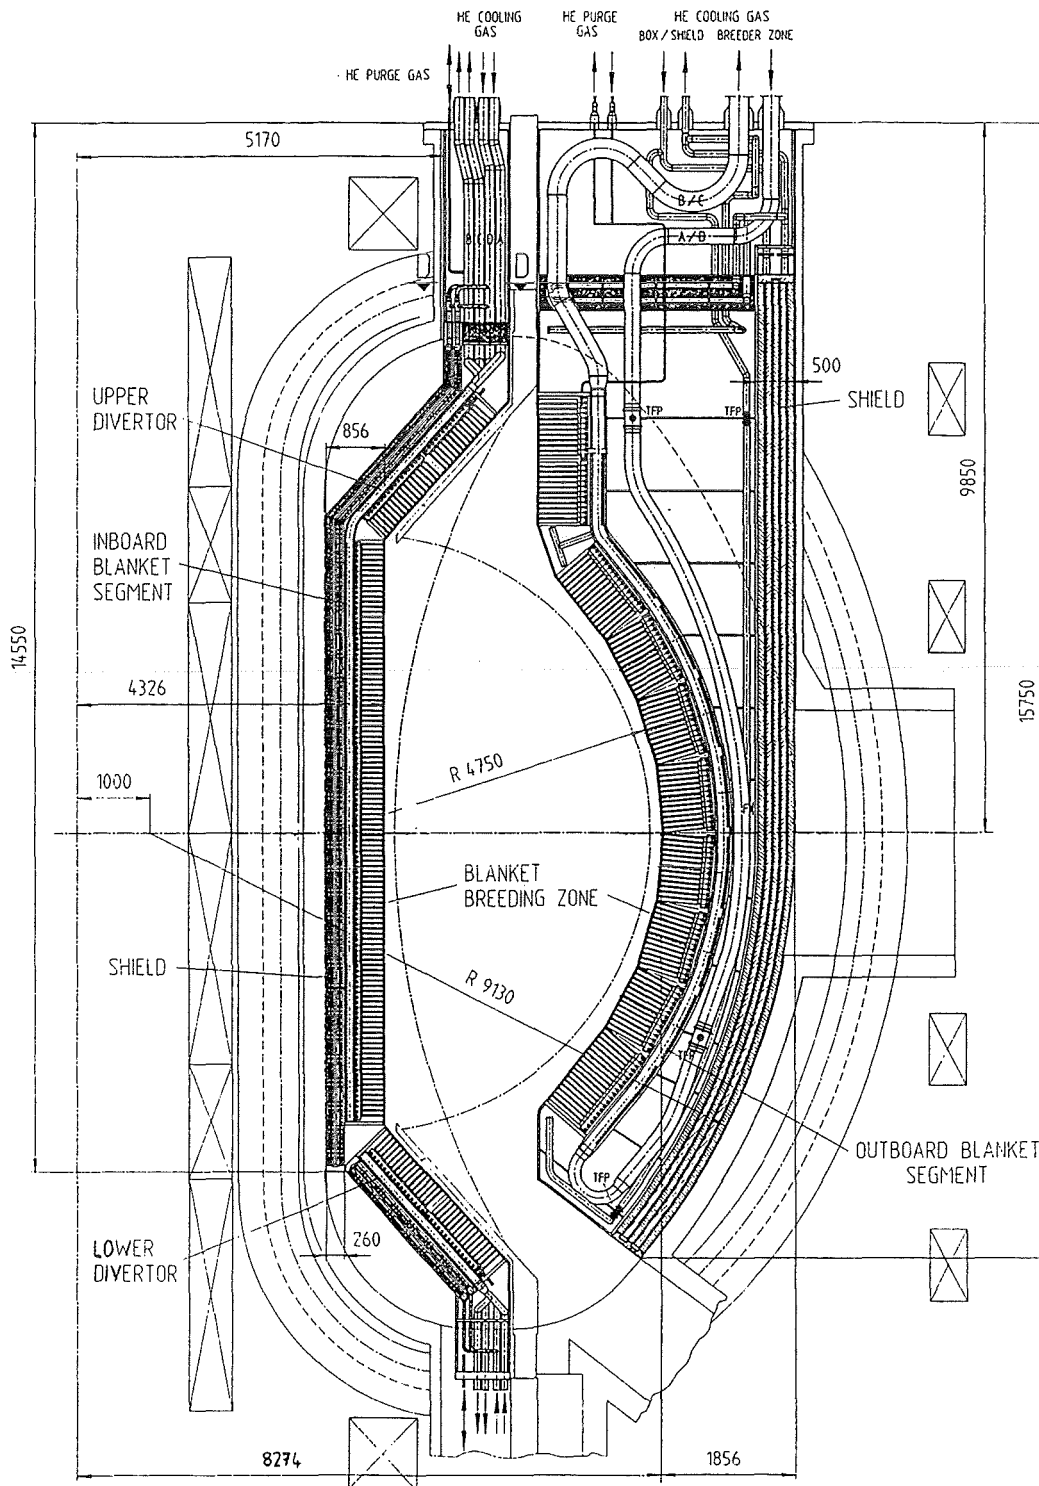 HE COOLING
GAS
HE PURGE
GAS
HE COOLING GAS
BOX/SHIELD BREEDER ZONE
HE PURGE GAS
5170
B/C
A/D
B C D A
500
SHIELD
UPPER
DIVERTOR
856
TFP
TFP
9850
INBOARD
BLANKET
SEGMENT
14550
4326
15750
1000
R 4750
BLANKET
BREEDING ZONE
SHIELD
R 9130
TFP
OUTBOARD BLANKET
SEGMENT
TFP
LOWER
DIVERTOR
260
8274
1856